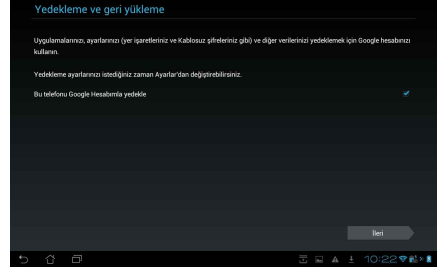 Yedekleme ve geri yükleme
Uygulamalarınızı, ayarlarınızı (yer işaretleriniz ve Kablosuz şifreleriniz gibi) ve diğer verilerinizi yedeklemek için Google hesabınızı
kullanın.
Yedekleme ayarlarınızı istediğiniz zaman Ayarlar'dan değiştirebilirsiniz.
Bu telefonu Google Hesabımla yedekle
İleri
10:22